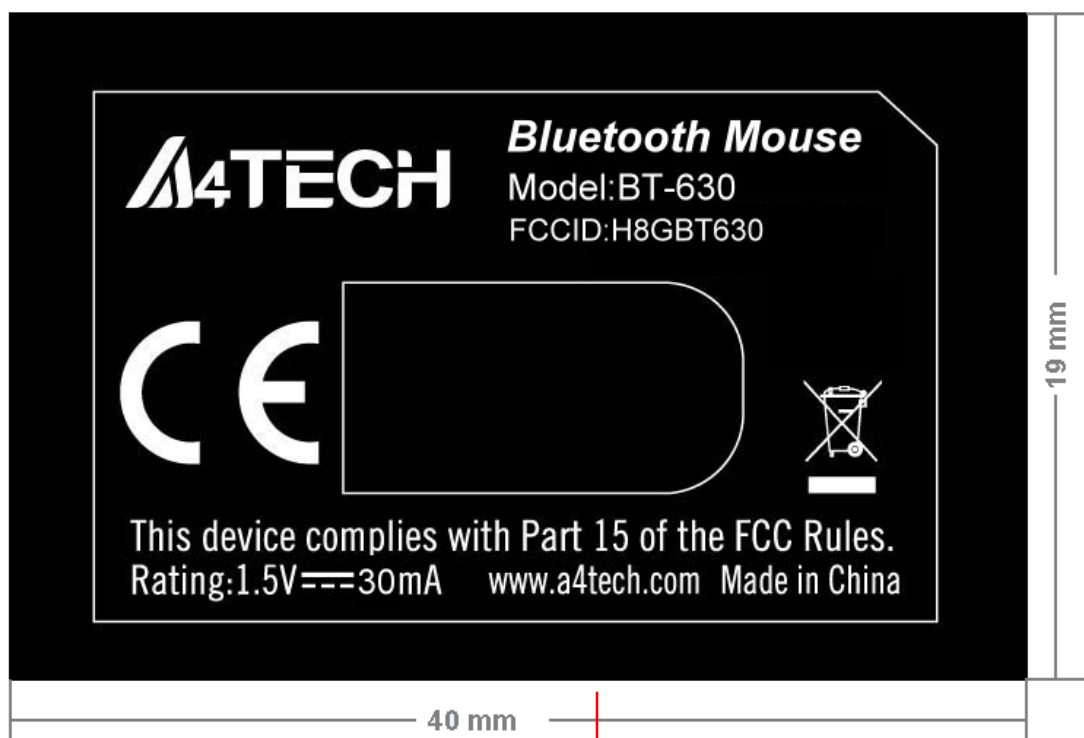 A4TECH
Bluetooth Mouse
Model:BT-630
FCCID:H8GBT630
CE
This device complies with Part 15 of the FCC Rules.
Rating:1.5V⎓30mA www.a4tech.com Made in China
19 mm
40 mm